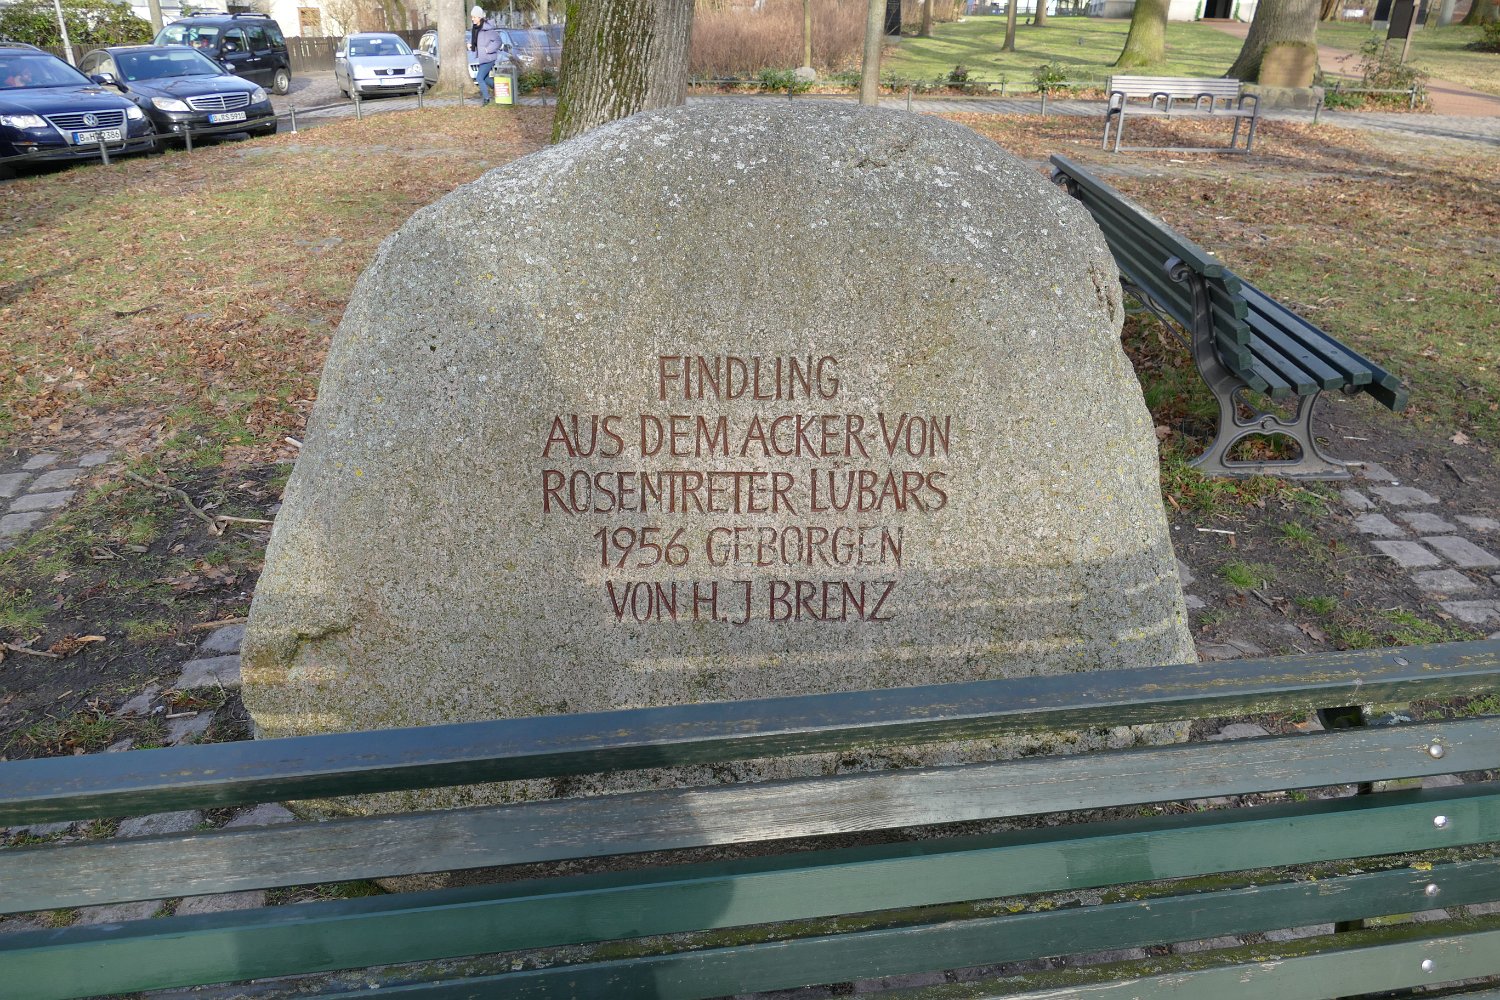 FINDLING
AUS DEM ACKER·VON
ROSENTRETER LÜBARS
1956 GEBORGEN
VON H. J BRENZ